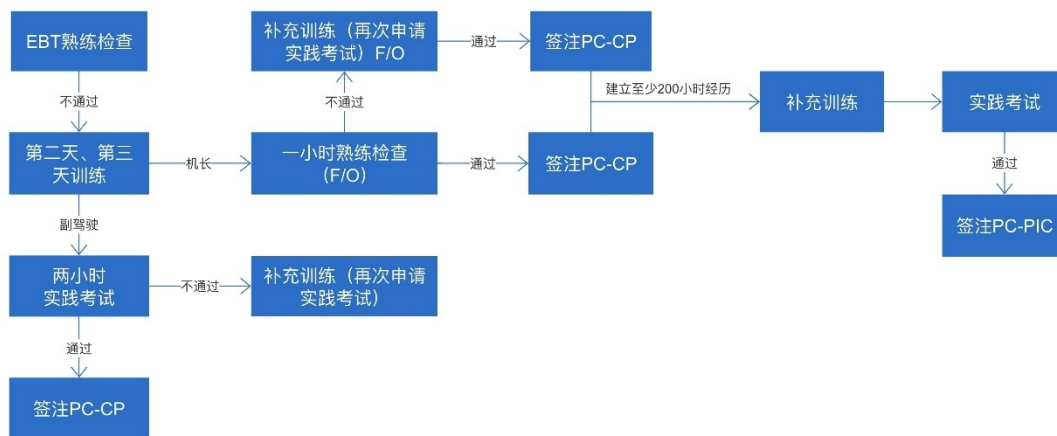 EBT熟练检查
不通过
第二天、第三
天训练
机长
一小时熟练检查
（F/O）
不通过
补充训练（再次申请
实践考试）F/O
通过
签注PC-CP
通过
签注PC-CP
建立至少200小时经历
补充训练
实践考试
通过
签注PC-PIC
副驾驶
两小时
实践考试
不通过
补充训练（再次申请
实践考试）
通过
签注PC-CP